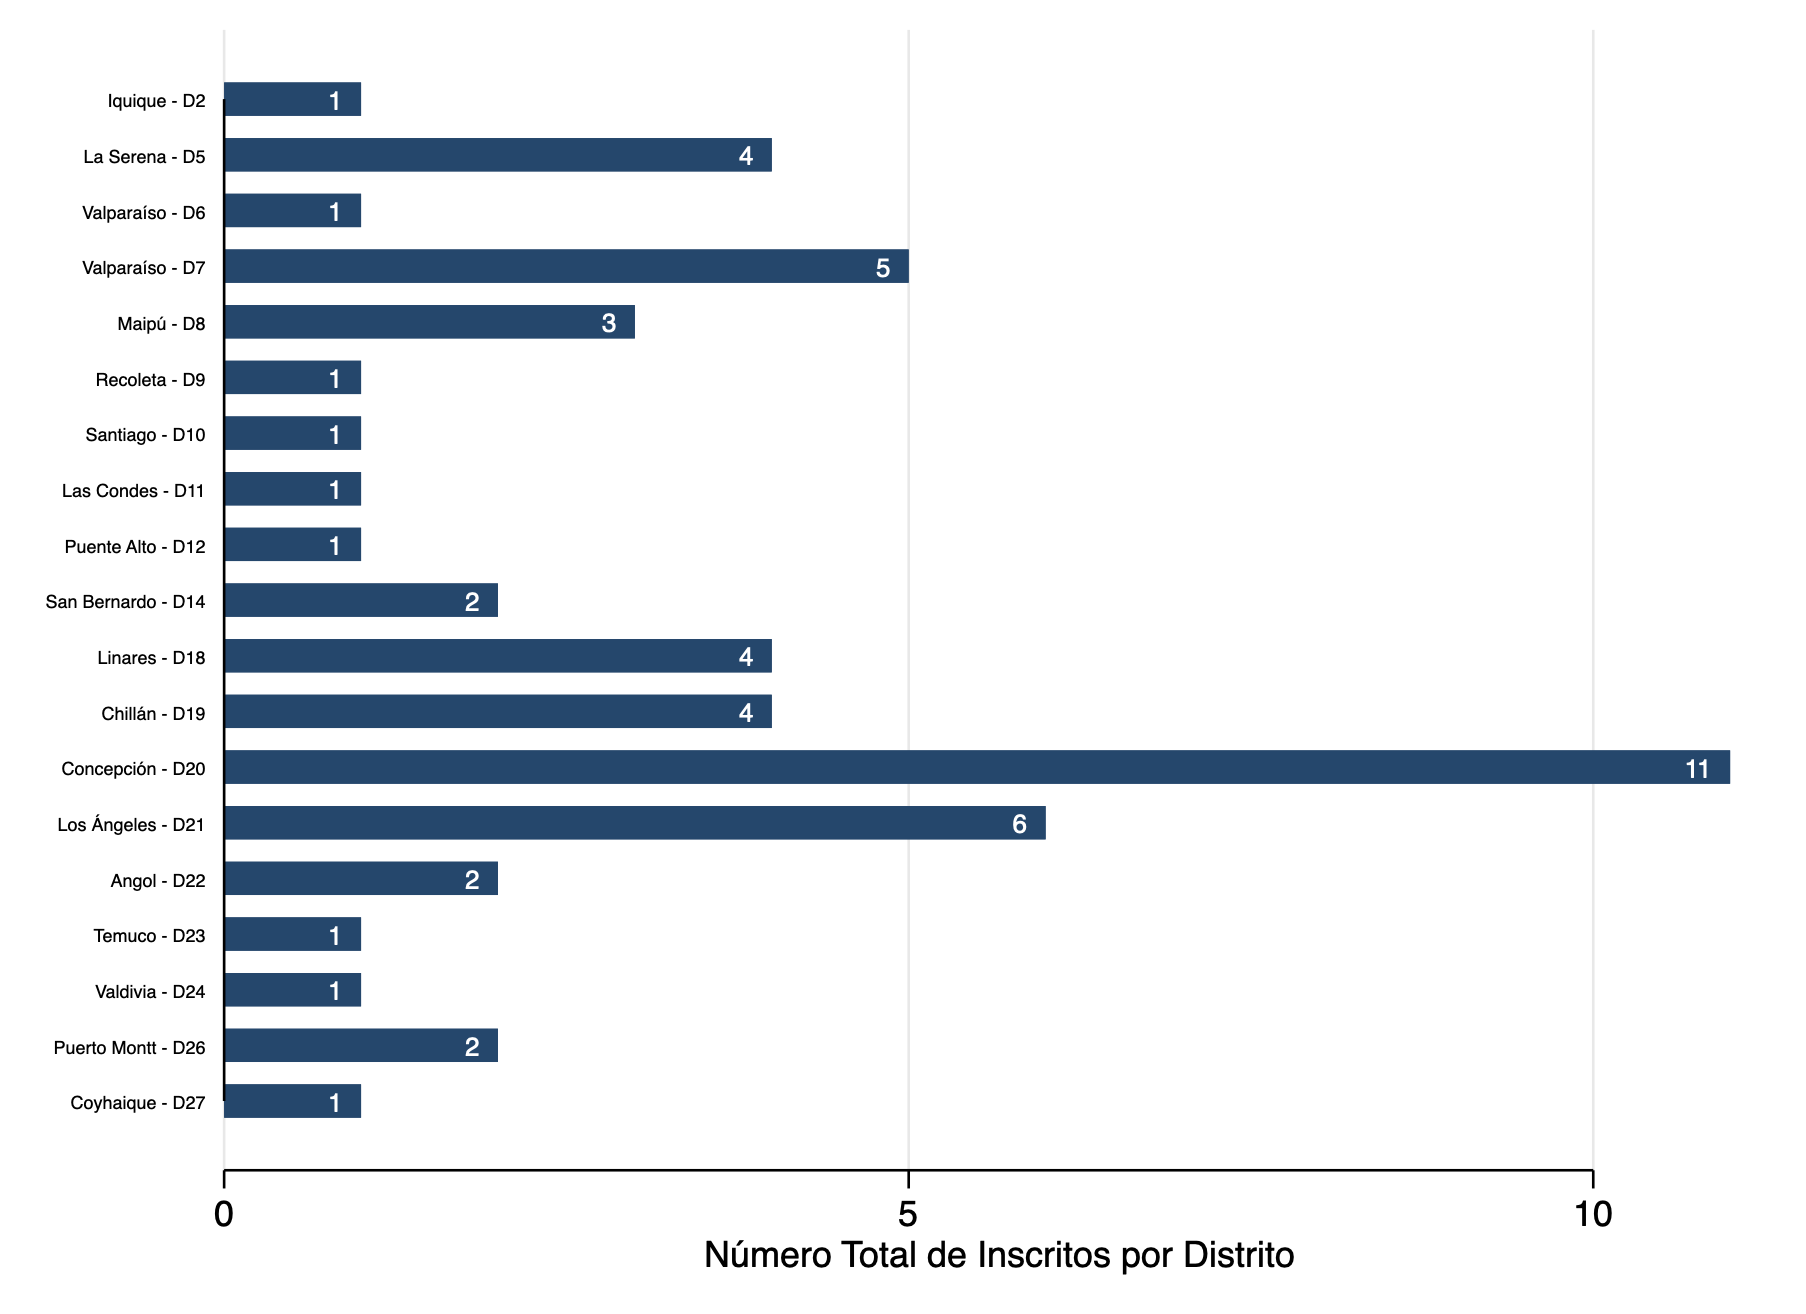 Iquique - D2 1
La Serena - D5 4
Valparaíso - D6 1
Valparaíso - D7 5
Maipú - D8 3
Recoleta - D9 1
Santiago - D10 1
Las Condes - D11 1
Puente Alto - D12 1
San Bernardo - D14 2
Linares - D18 4
Chillán - D19 4
Concepción - D20 11
Los Ángeles - D21 6
Angol - D22 2
Temuco - D23 1
Valdivia - D24 1
Puerto Montt - D26 2
Coyhaique - D27 1
0 5 10
Número Total de Inscritos por Distrito